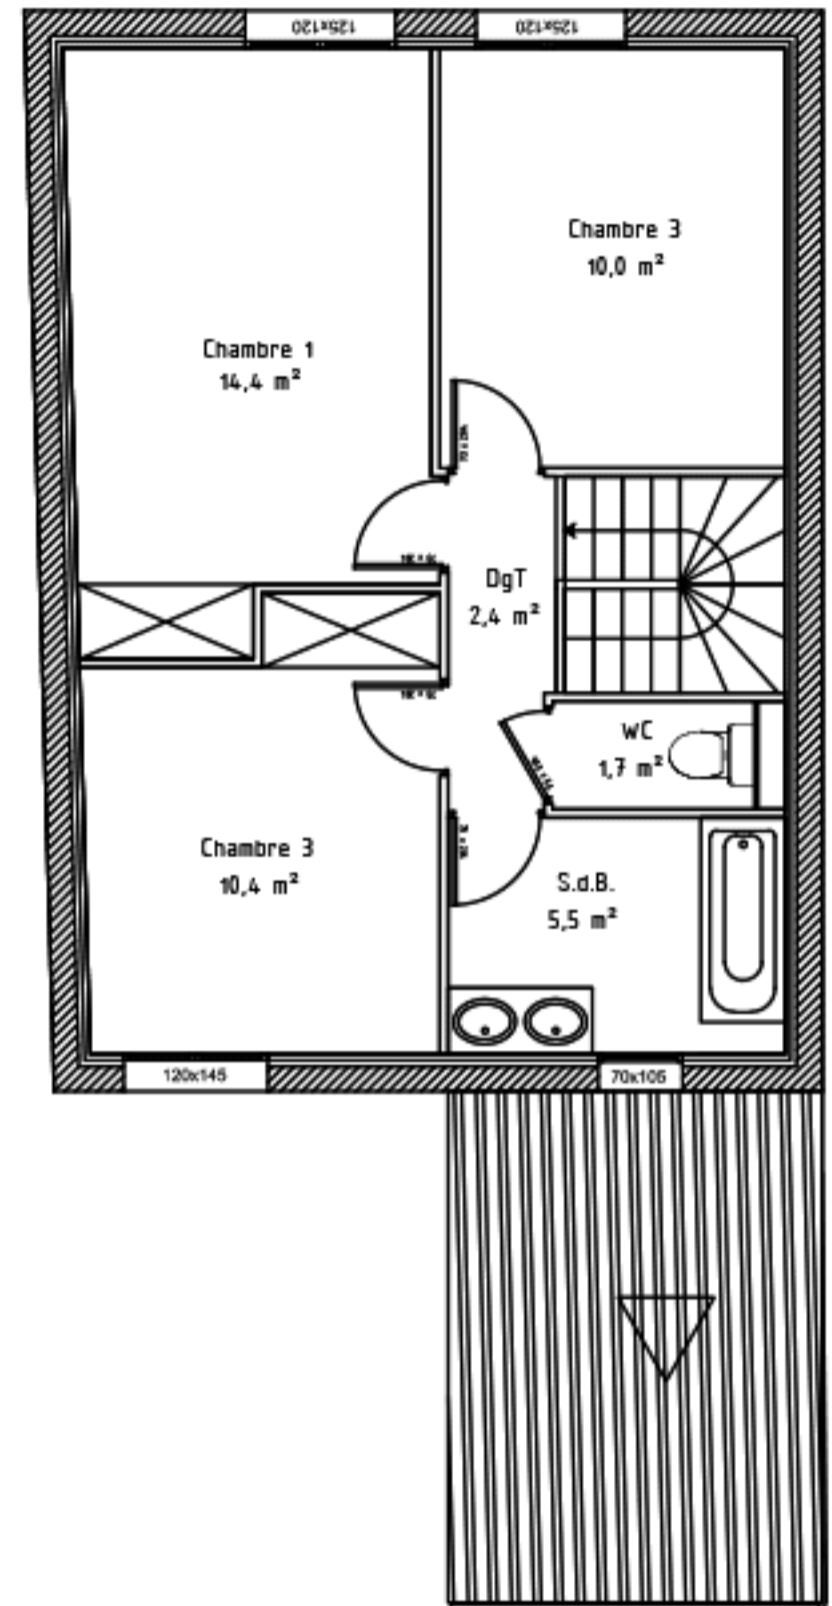 125x120
125x120
Chambre 3
10,0 m²
Chambre 1
14,4 m²
DgT
2,4 m²
WC
1,7 m²
Chambre 3
10,4 m²
S.d.B.
5,5 m²
120x145
70x105